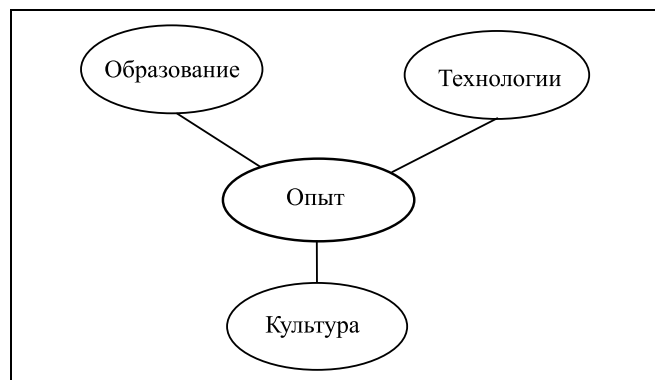 Образование
Технологии
Опыт
Культура